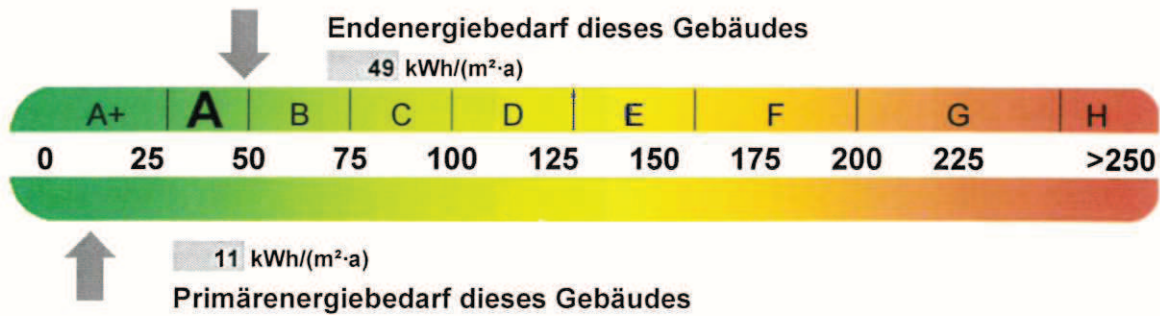 Endenergiebedarf dieses Gebäudes
49 kWh/(m²·a)
A+ A B C D E F G H
0 25 50 75 100 125 150 175 200 225 >250
11 kWh/(m²·a)
Primärenergiebedarf dieses Gebäudes